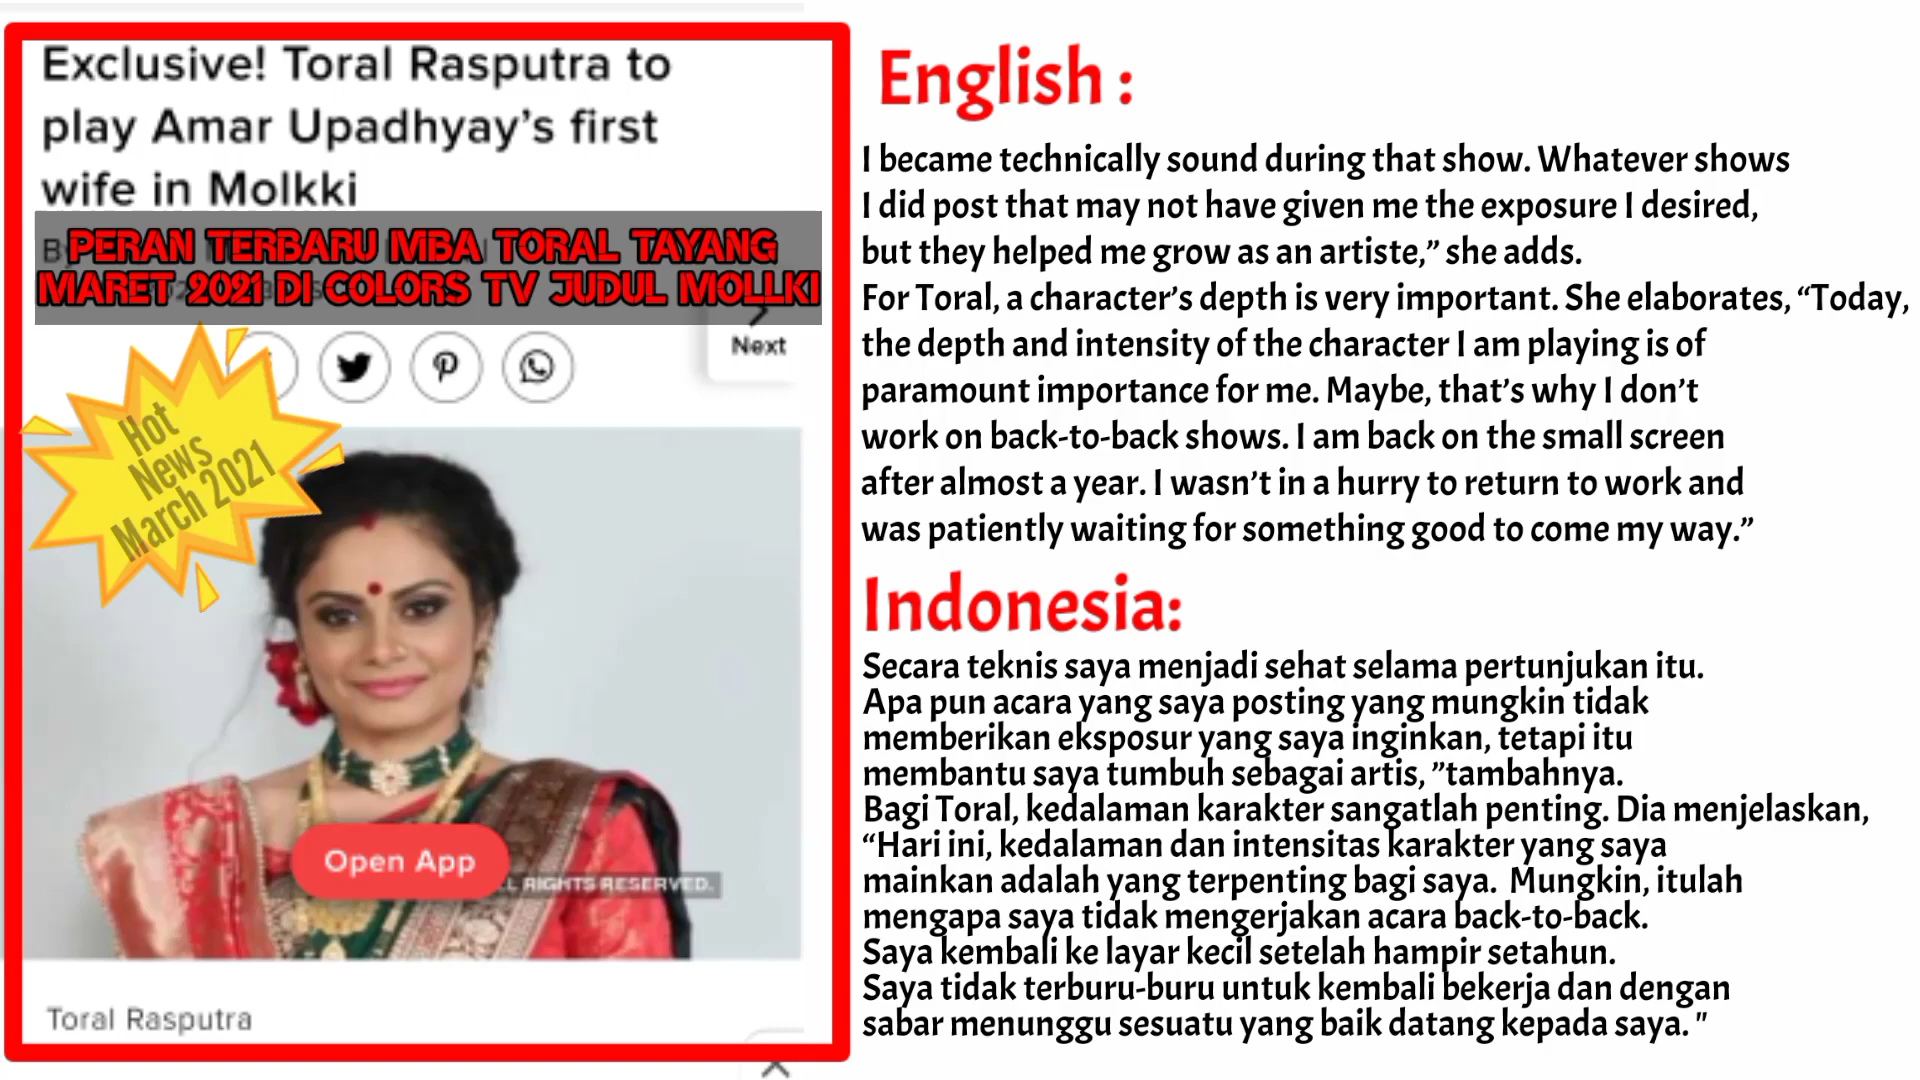 Exclusive! Toral Rasputra to
play Amar Upadhyay’s first
wife in Molkki
PERAN TERBARU MBA TORAL TAYANG
MARET 2021 DI COLORS TV JUDUL MOLLKI
Next
Hot
News
March 2021
Open App
RIGHTS RESERVED.
Toral Rasputra
English :
I became technically sound during that show. Whatever shows
I did post that may not have given me the exposure I desired,
but they helped me grow as an artiste,” she adds.
For Toral, a character’s depth is very important. She elaborates, “Today,
the depth and intensity of the character I am playing is of
paramount importance for me. Maybe, that’s why I don’t
work on back-to-back shows. I am back on the small screen
after almost a year. I wasn’t in a hurry to return to work and
was patiently waiting for something good to come my way.”
Indonesia:
Secara teknis saya menjadi sehat selama pertunjukan itu.
Apa pun acara yang saya posting yang mungkin tidak
memberikan eksposur yang saya inginkan, tetapi itu
membantu saya tumbuh sebagai artis, ”tambahnya.
Bagi Toral, kedalaman karakter sangatlah penting. Dia menjelaskan,
“Hari ini, kedalaman dan intensitas karakter yang saya
mainkan adalah yang terpenting bagi saya. Mungkin, itulah
mengapa saya tidak mengerjakan acara back-to-back.
Saya kembali ke layar kecil setelah hampir setahun.
Saya tidak terburu-buru untuk kembali bekerja dan dengan
sabar menunggu sesuatu yang baik datang kepada saya. "